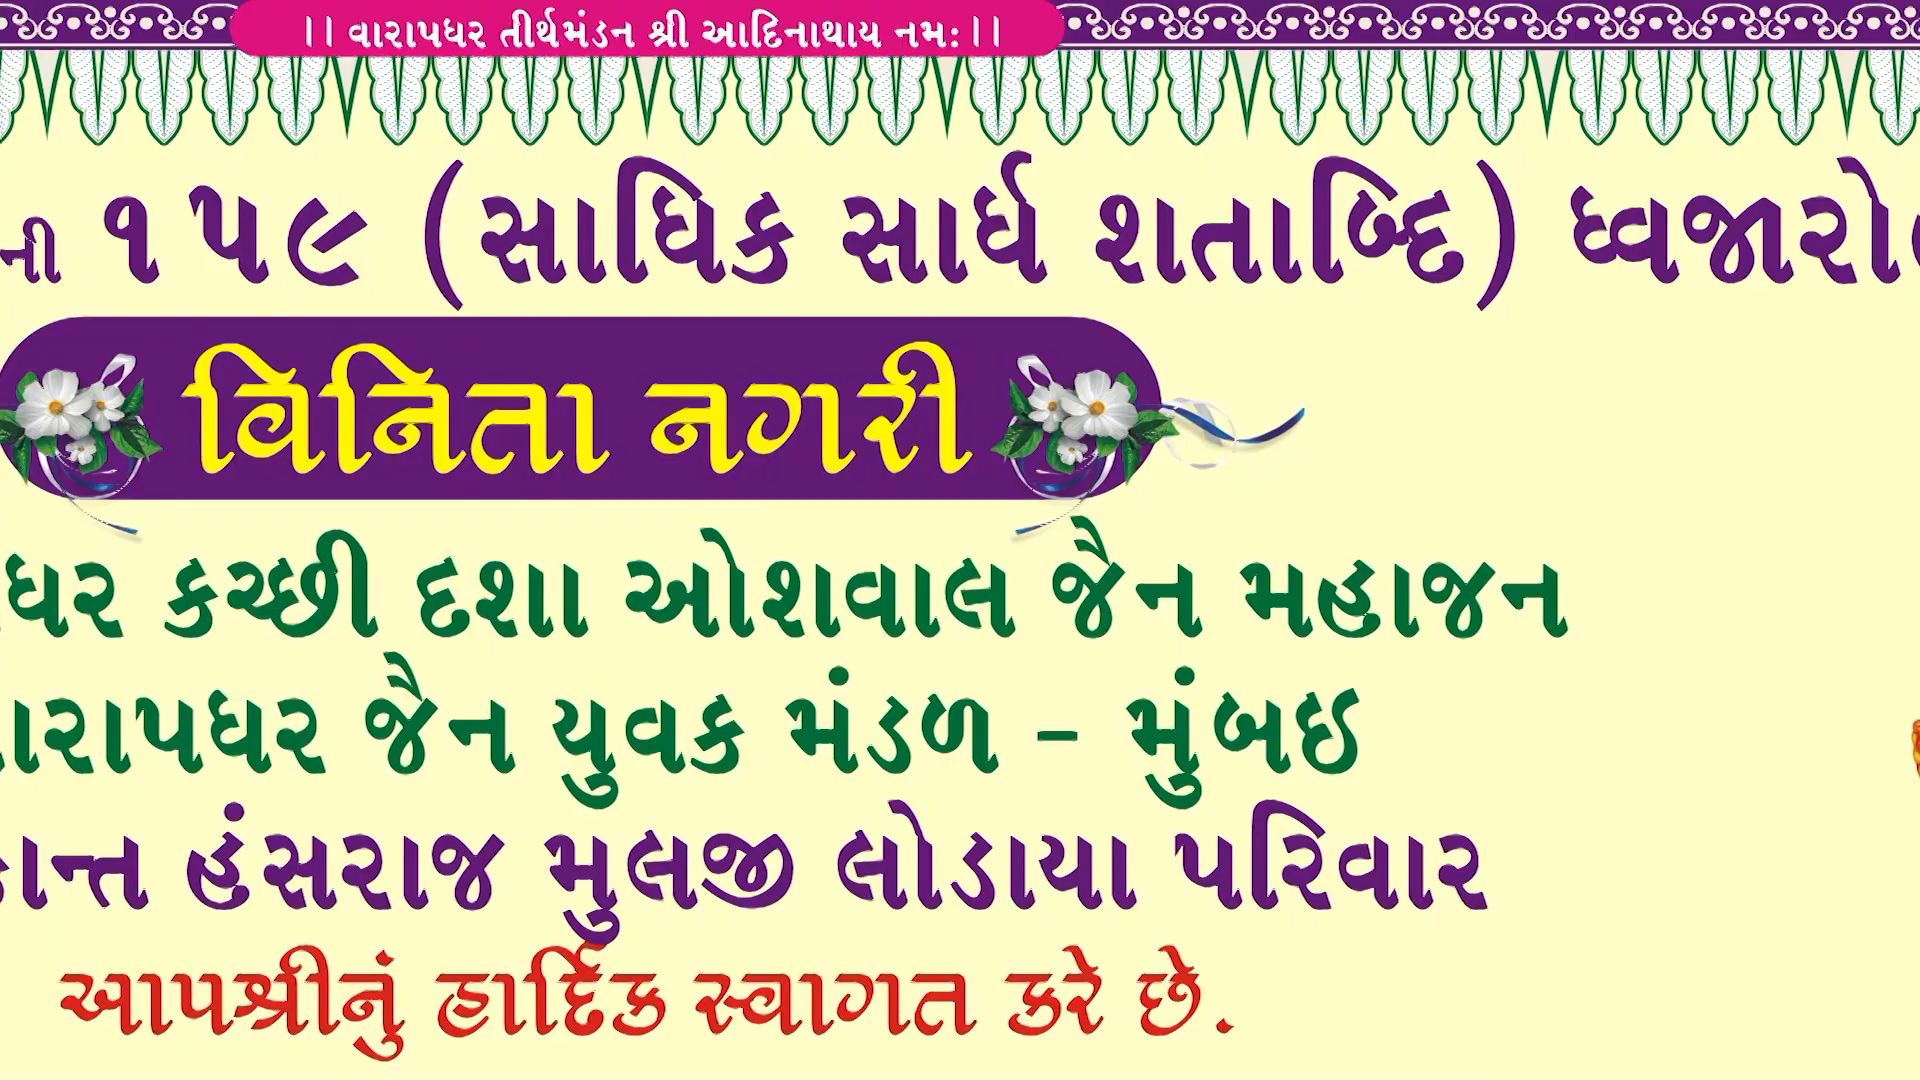 ।। વારાપધર તીર્થમંડન શ્રી આદિનાથાય નમઃ ।।
ની ૧૫૯ (સાધિક સાર્ધ શતાબ્દિ) ધ્વજારો
વિનિતા નગરી
ધર કચ્છી દશા ઓશવાલ જૈન મહાજન
ારાપધર જૈન યુવક મંડળ - મુંબઇ
કાન્ત હંસરાજ મુલજી લોડાયા પરિવાર
આપશ્રીનું હાર્દિક સ્વાગત કરે છે.